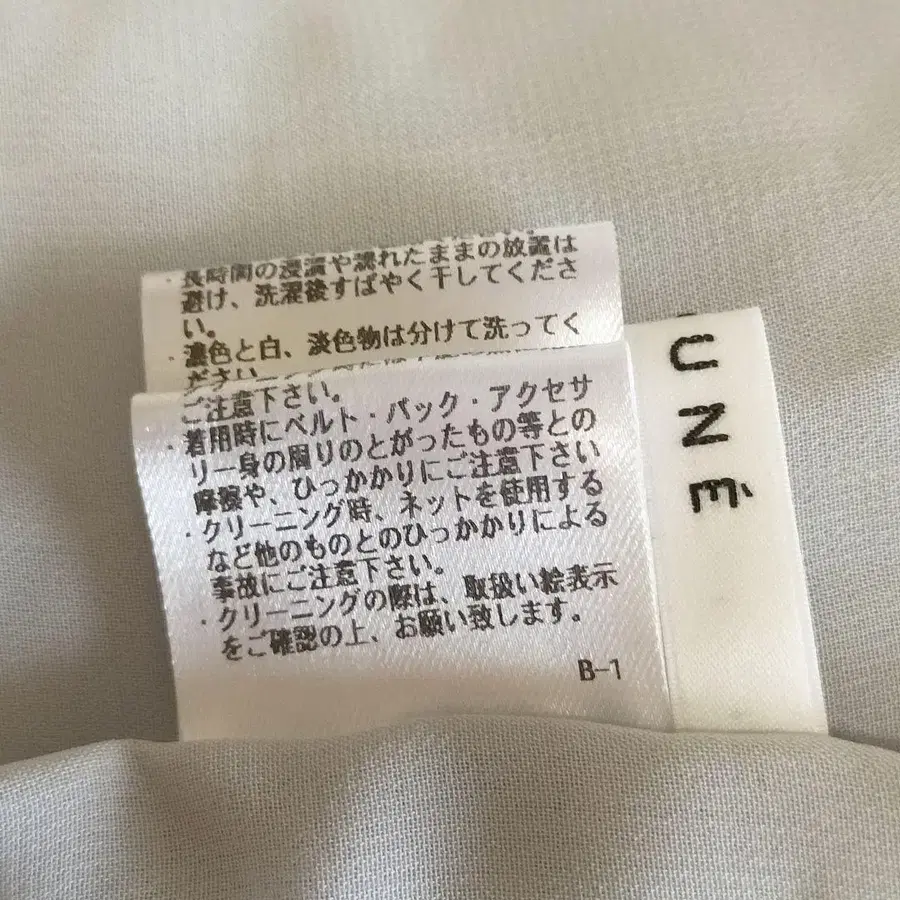 ・長時間の浸漬や濡れたままの放置は
避け、洗濯後すばやく干してくださ
い。
・濃色と白、淡色物は分けて洗ってく
ださい
ご注意下さい。
・着用時にベルト・バック・アクセサ
リー身の周りのとがったもの等との
摩擦や、ひっかかりにご注意下さい
・クリーニング時、ネットを使用する
など他のものとのひっかかりによる
事故にご注意下さい。
・クリーニングの際は、取扱い絵表示
をご確認の上、お願い致します。
B-1
UNÉ